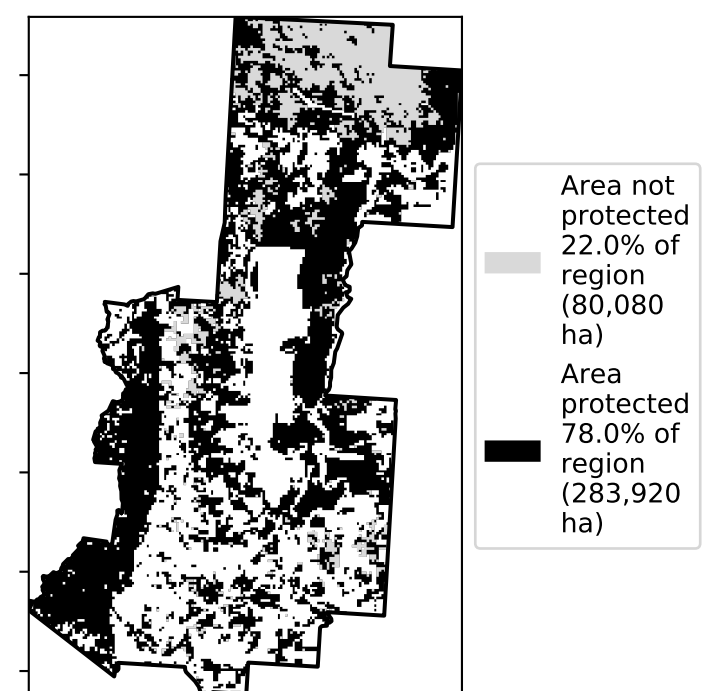 Area not
protected
22.0% of
region
(80,080
ha)
Area
protected
78.0% of
region
(283,920
ha)